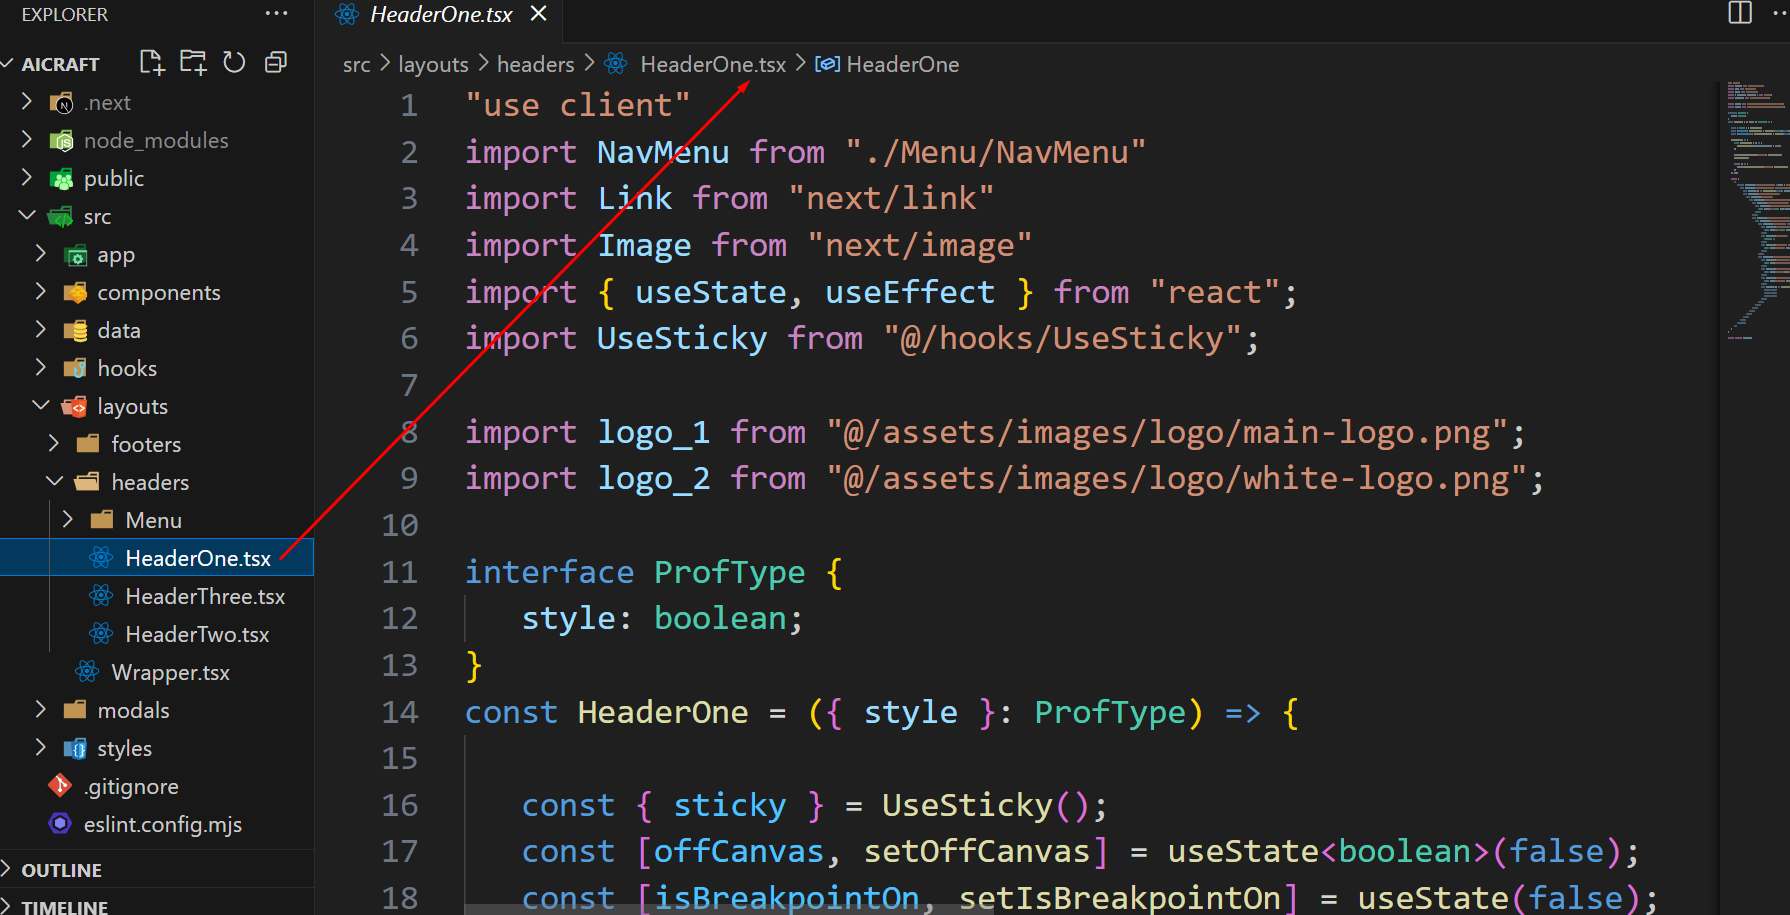 EXPLORER
AICRAFT
.next
node_modules
public
src
app
components
data
hooks
layouts
footers
headers
Menu
HeaderOne.tsx
HeaderThree.tsx
HeaderTwo.tsx
Wrapper.tsx
modals
styles
.gitignore
eslint.config.mjs
OUTLINE
TIMELINE
HeaderOne.tsx
src > layouts > headers > HeaderOne.tsx > HeaderOne
1 "use client"
2 import NavMenu from "./Menu/NavMenu"
3 import Link from "next/link"
4 import Image from "next/image"
5 import { useState, useEffect } from "react";
6 import UseSticky from "@/hooks/UseSticky";
7
8 import logo_1 from "@/assets/images/logo/main-logo.png";
9 import logo_2 from "@/assets/images/logo/white-logo.png";
10
11 interface ProfType {
12 style: boolean;
13 }
14 const HeaderOne = ({ style }: ProfType) => {
15
16 const { sticky } = UseSticky();
17 const [offCanvas, setOffCanvas] = useState<boolean>(false);
18 const [isBreakpointOn, setIsBreakpointOn] = useState(false);